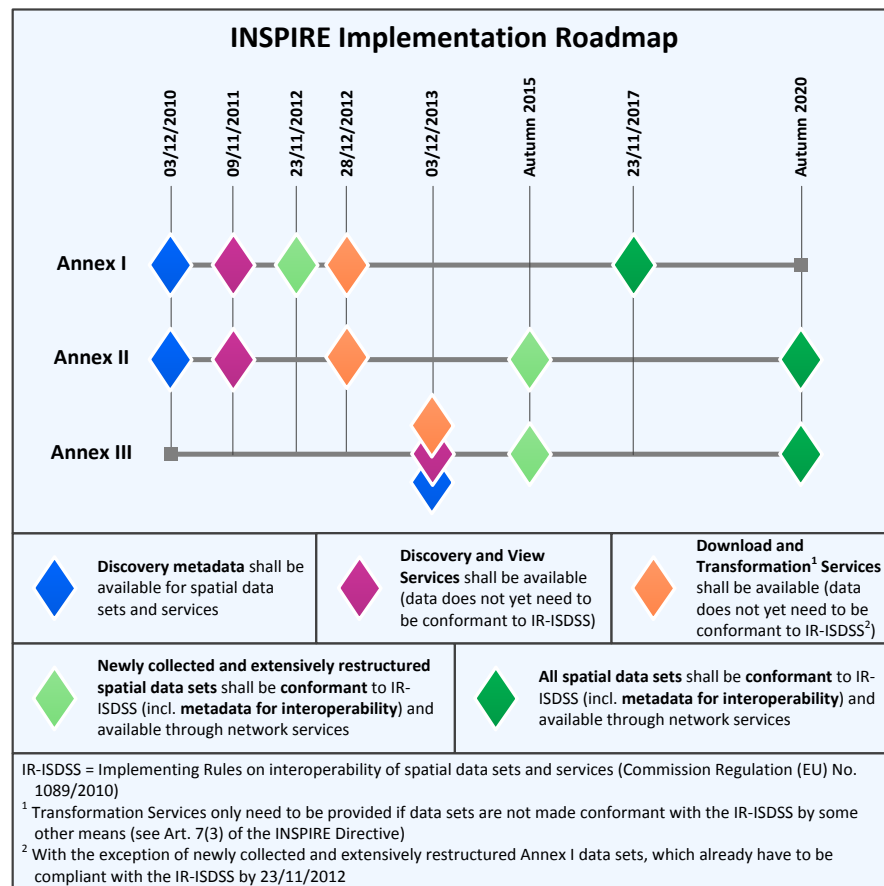 INSPIRE Implementation Roadmap
03/12/2010
09/11/2011
23/11/2012
28/12/2012
03/12/2013
Autumn 2015
23/11/2017
Autumn 2020
Annex I
Annex II
Annex III
Discovery metadata shall be
available for spatial data
sets and services
Discovery and View
Services shall be available
(data does not yet need to
be conformant to IR-ISDSS)
Download and
Transformation¹ Services
shall be available (data
does not yet need to be
conformant to IR-ISDSS²)
Newly collected and extensively restructured
spatial data sets shall be conformant to IR-
ISDSS (incl. metadata for interoperability) and
available through network services
All spatial data sets shall be conformant to IR-
ISDSS (incl. metadata for interoperability) and
available through network services
IR-ISDSS = Implementing Rules on interoperability of spatial data sets and services (Commission Regulation (EU) No.
1089/2010)
¹ Transformation Services only need to be provided if data sets are not made conformant with the IR-ISDSS by some
other means (see Art. 7(3) of the INSPIRE Directive)
² With the exception of newly collected and extensively restructured Annex I data sets, which already have to be
compliant with the IR-ISDSS by 23/11/2012